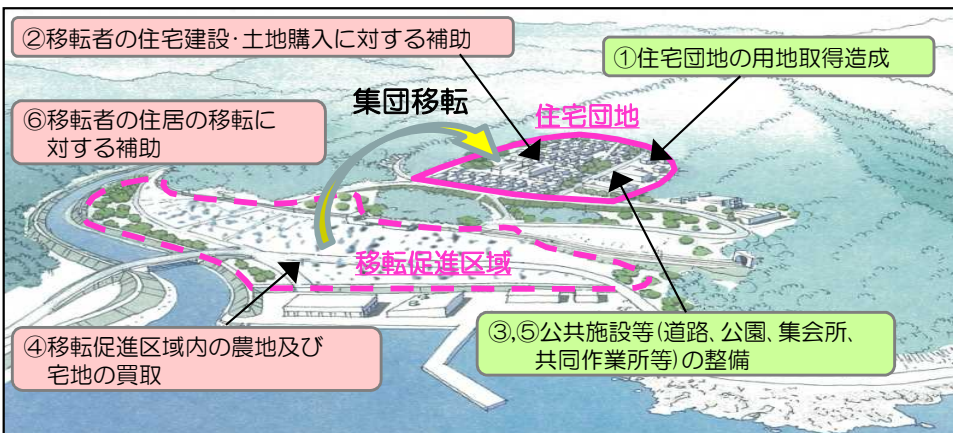 ②移転者の住宅建設・土地購入に対する補助
①住宅団地の用地取得造成
集団移転
住宅団地
⑥移転者の住居の移転に
対する補助
移転促進区域
④移転促進区域内の農地及び
宅地の買取
③,⑤公共施設等(道路、公園、集会所、
共同作業所等)の整備